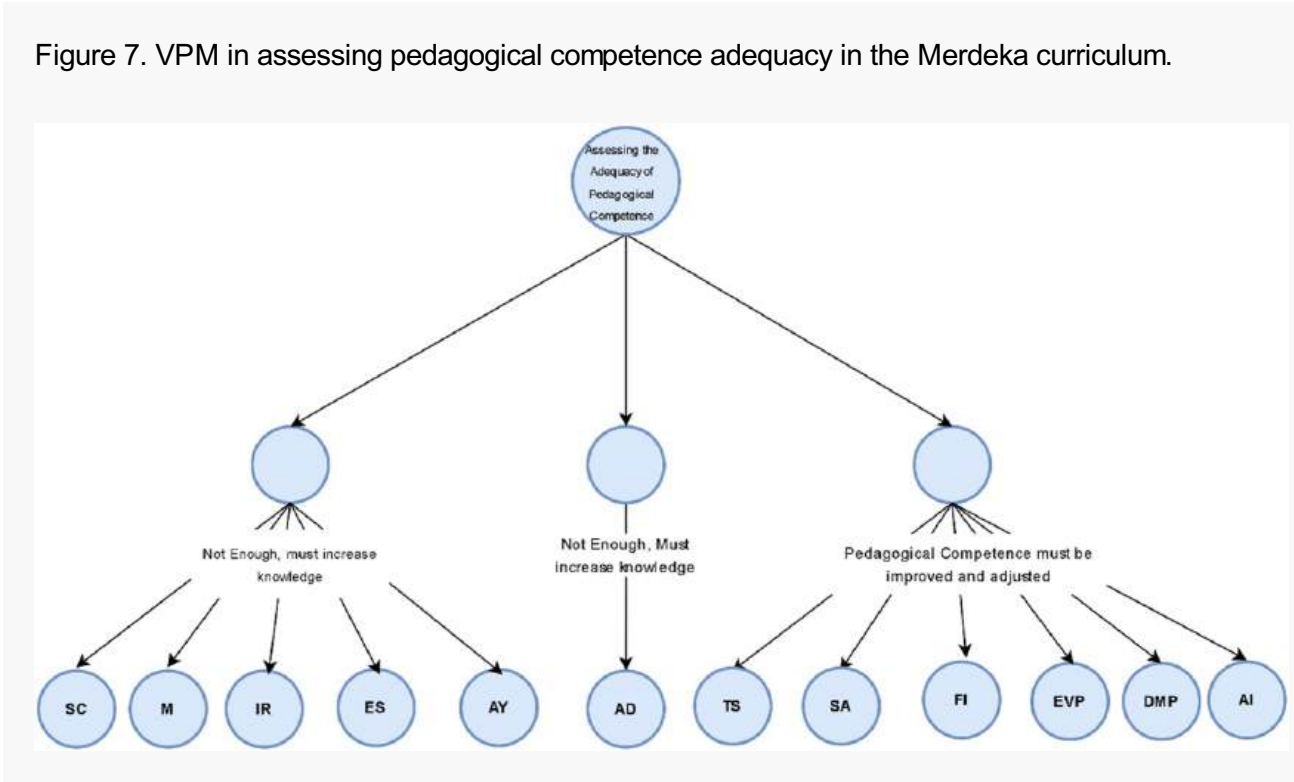 Figure 7. VPM in assessing pedagogical competence adequacy in the Merdeka curriculum.
Assessing the
Adequacy of
Pedagogical
Competence
Not Enough, must increase
knowledge
Not Enough, Must
increase knowledge
Pedagogical Competence must be
improved and adjusted
SC
M
IR
ES
AY
AD
TS
SA
FI
EVP
DMP
AI